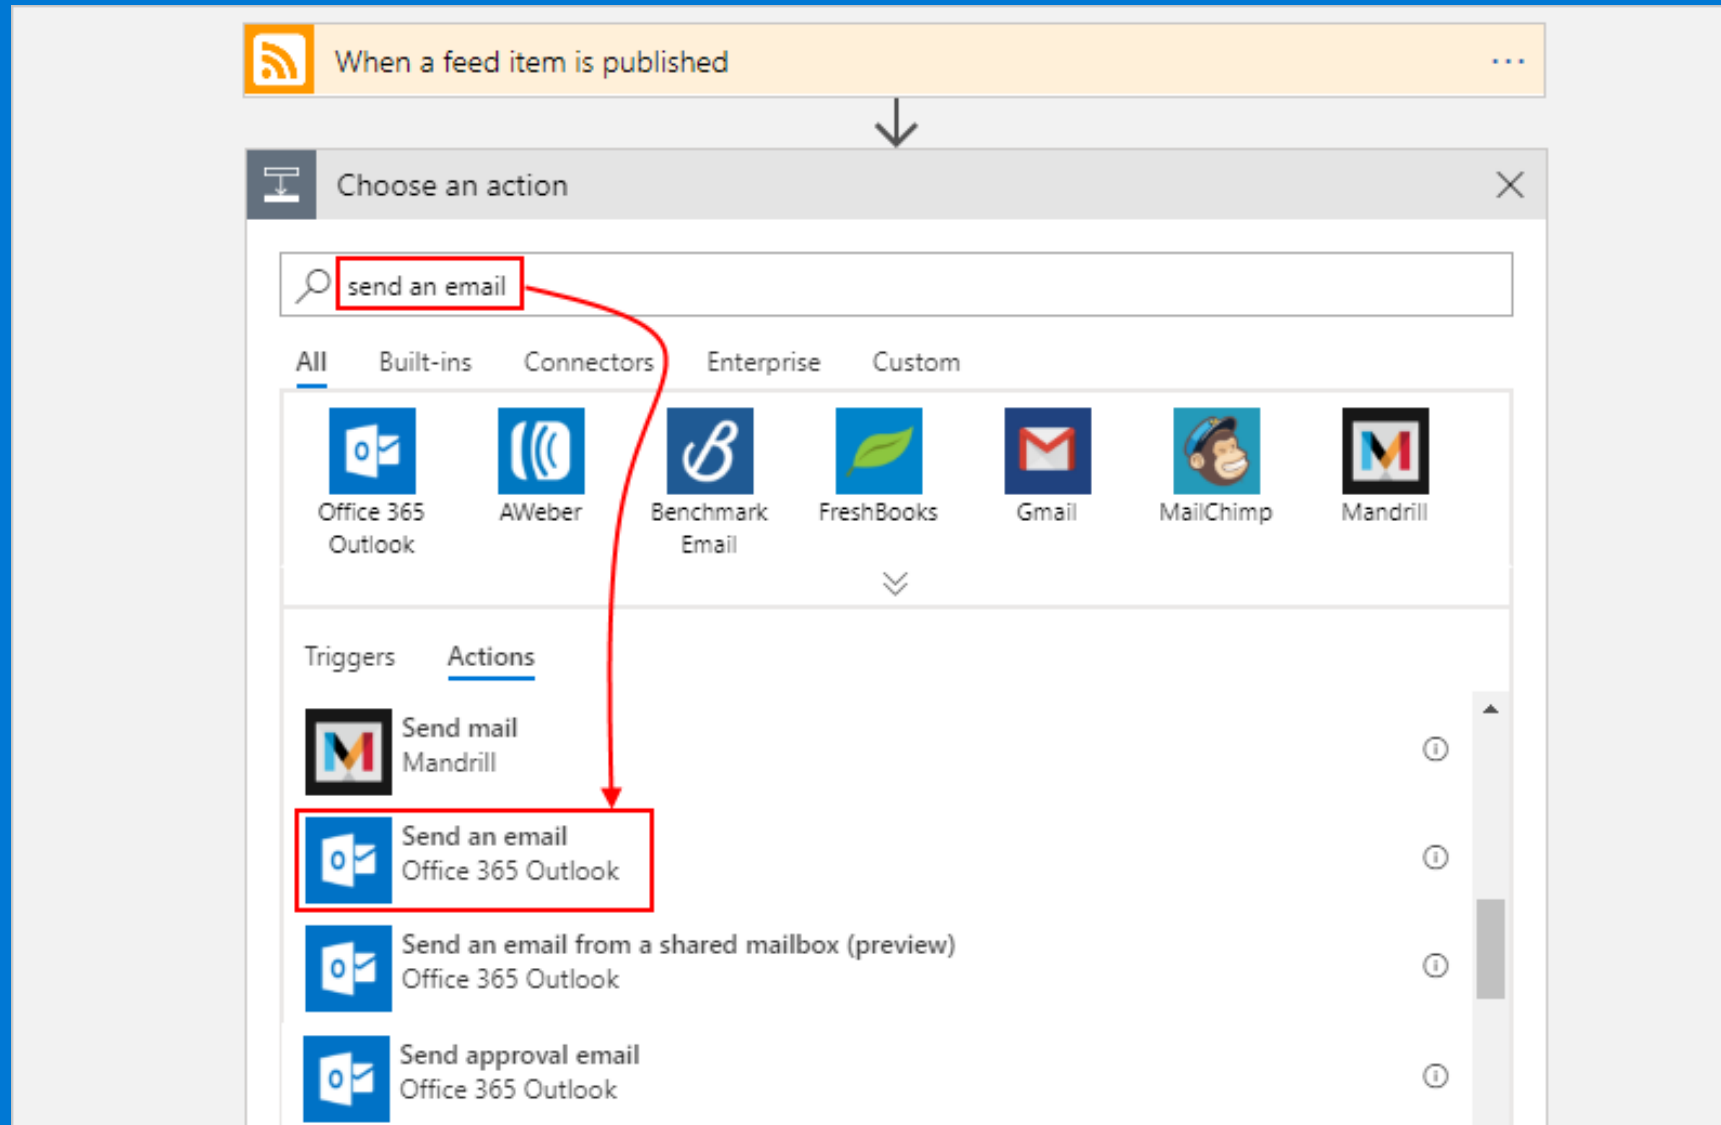 When a feed item is published
Choose an action
send an email
All Built-ins Connectors Enterprise Custom
Office 365 Outlook
AWeber
Benchmark Email
FreshBooks
Gmail
MailChimp
Mandrill
Triggers Actions
Send mail
Mandrill
Send an email
Office 365 Outlook
Send an email from a shared mailbox (preview)
Office 365 Outlook
Send approval email
Office 365 Outlook